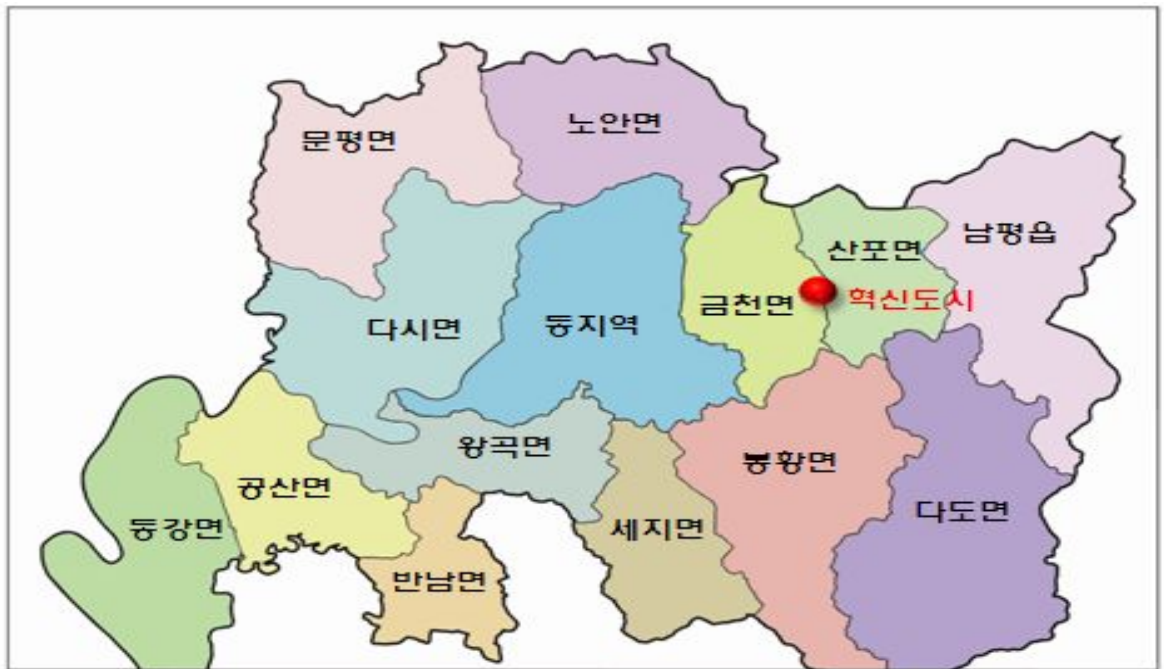 노안면
문평면
남평읍
산포면
혁신도시
금천면
다시면
동지역
왕곡면
봉황면
공산면
다도면
동강면
세지면
반남면